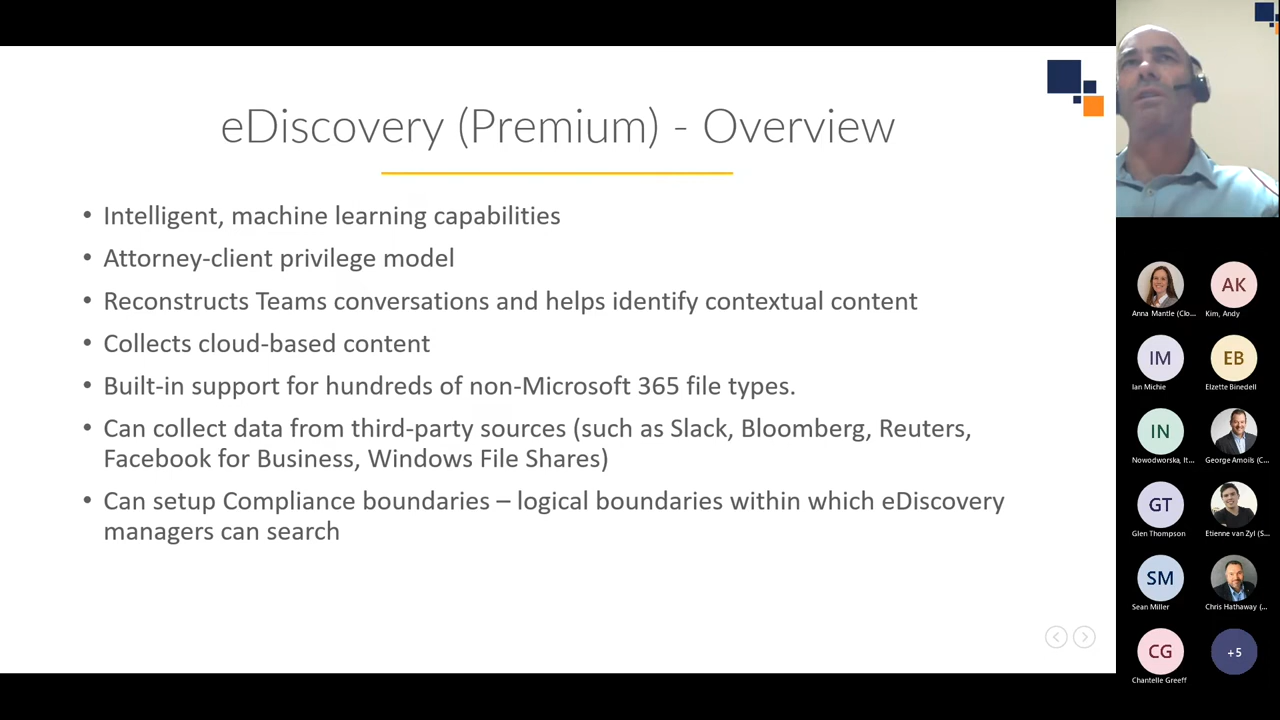 eDiscovery (Premium) - Overview
• Intelligent, machine learning capabilities
• Attorney-client privilege model
• Reconstructs Teams conversations and helps identify contextual content
• Collects cloud-based content
• Built-in support for hundreds of non-Microsoft 365 file types.
• Can collect data from third-party sources (such as Slack, Bloomberg, Reuters,
Facebook for Business, Windows File Shares)
• Can setup Compliance boundaries – logical boundaries within which eDiscovery
managers can search
Anna Mantle (Clo...
AK
Kim, Andy
IM
Ian Michie
EB
Elzette Binedell
IN
Nowodworska, It...
George Amoils (C...
GT
Glen Thompson
Etienne van Zyl (S...
SM
Sean Miller
Chris Hathaway (...
CG
Chantelle Greeff
+5